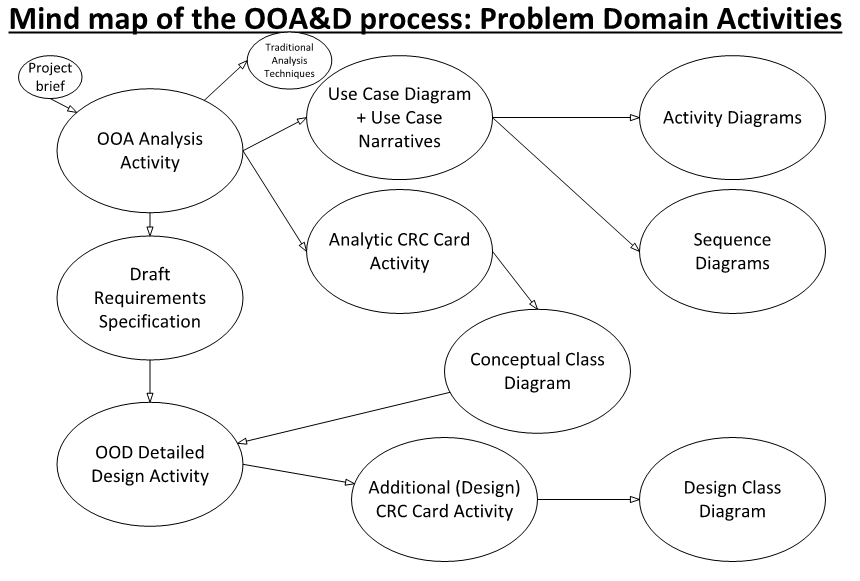 Mind map of the OOA&D process: Problem Domain Activities
Project
brief
Traditional
Analysis
Techniques
OOA Analysis
Activity
Use Case Diagram
+ Use Case
Narratives
Activity Diagrams
Analytic CRC Card
Activity
Sequence
Diagrams
Draft
Requirements
Specification
Conceptual Class
Diagram
OOD Detailed
Design Activity
Additional (Design)
CRC Card Activity
Design Class
Diagram